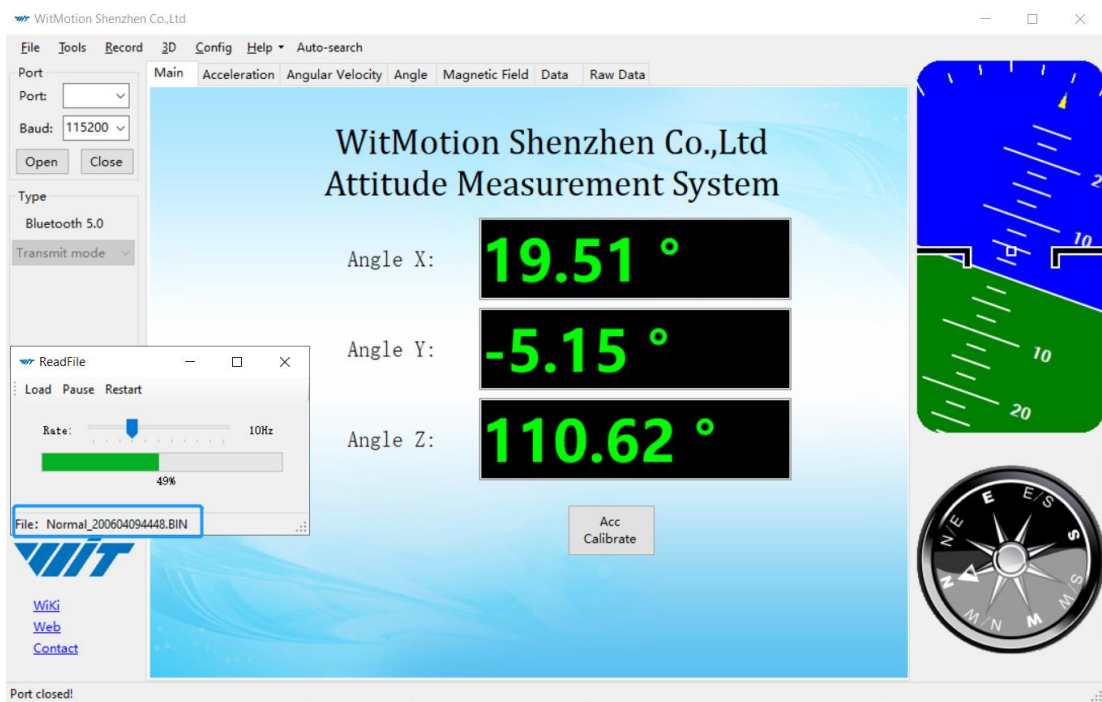 WitMotion Shenzhen Co.,Ltd
File Tools Record 3D Config Help Auto-search
Port
Port:
Baud: 115200
Open Close
Type
Bluetooth 5.0
Transmit mode
Main Acceleration Angular Velocity Angle Magnetic Field Data Raw Data
WitMotion Shenzhen Co.,Ltd
Attitude Measurement System
Angle X: 19.51 °
Angle Y: -5.15 °
Angle Z: 110.62 °
Acc
Calibrate
ReadFile
Load Pause Restart
Rate: 10Hz
49%
File: Normal_200604094448.BIN
WIT
WiKi
Web
Contact
2
10
10
20
E
E/S
S
S/W
W
W/N
N
N/E
Port closed!